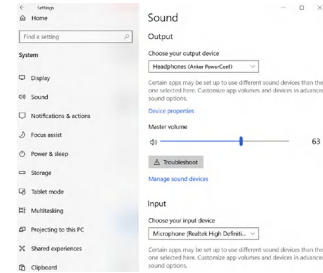 Settings
Home
Find a setting
System
Display
Sound
Notifications & actions
Focus assist
Power & sleep
Storage
Tablet mode
Multitasking
Projecting to this PC
Shared experiences
Clipboard
Sound
Output
Choose your output device
Headphones (Anker PowerConf)
Certain apps may be set up to use different sound devices than the
one selected here. Customize app volumes and devices in advanced
sound options.
Device properties
Master volume
63
Troubleshoot
Manage sound devices
Input
Choose your input device
Microphone (Realtek High Definiti...
Certain apps may be set up to use different sound devices than the
one selected here. Customize app volumes and devices in advanced
sound options.